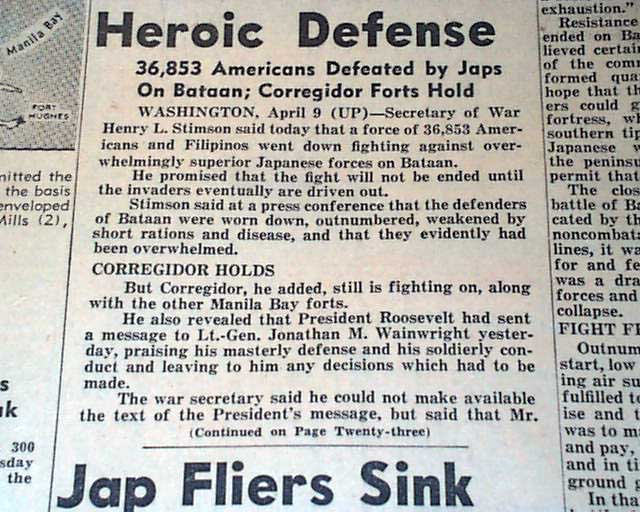 Manila Bay
FORT
HUGHES
mitted the
the basis
enveloped
Mills (2),
300
sday
the
Heroic Defense
36,853 Americans Defeated by Japs
On Bataan; Corregidor Forts Hold
WASHINGTON, April 9 (UP)—Secretary of War
Henry L. Stimson said today that a force of 36,853 Amer-
icans and Filipinos went down fighting against over-
whelmingly superior Japanese forces on Bataan.
He promised that the fight will not be ended until
the invaders eventually are driven out.
Stimson said at a press conference that the defenders
of Bataan were worn down, outnumbered, weakened by
short rations and disease, and that they evidently had
been overwhelmed.
CORREGIDOR HOLDS
But Corregidor, he added, still is fighting on, along
with the other Manila Bay forts.
He also revealed that President Roosevelt had sent
a message to Lt.-Gen. Jonathan M. Wainwright yester-
day, praising his masterly defense and his soldierly con-
duct and leaving to him any decisions which had to be
made.
The war secretary said he could not make available
the text of the President's message, but said that Mr.
(Continued on Page Twenty-three)
Jap Fliers Sink
exhaustion."
Resistance
ended on Ba
lieved certai
of the comm
formed qua
hope that th
ers could g
fortress, wh
southern tip
Japanese w
the peninsu
permit that
The clos
battle of Ba
cated by th
noncombata
lines, it wa
for and fe
was a dra
forces and
collapse.
FIGHT FI
Outnum
start, low
ing air su
fulfilled to
ise and t
was to m
and pay,
and in ti
ground g
In tha